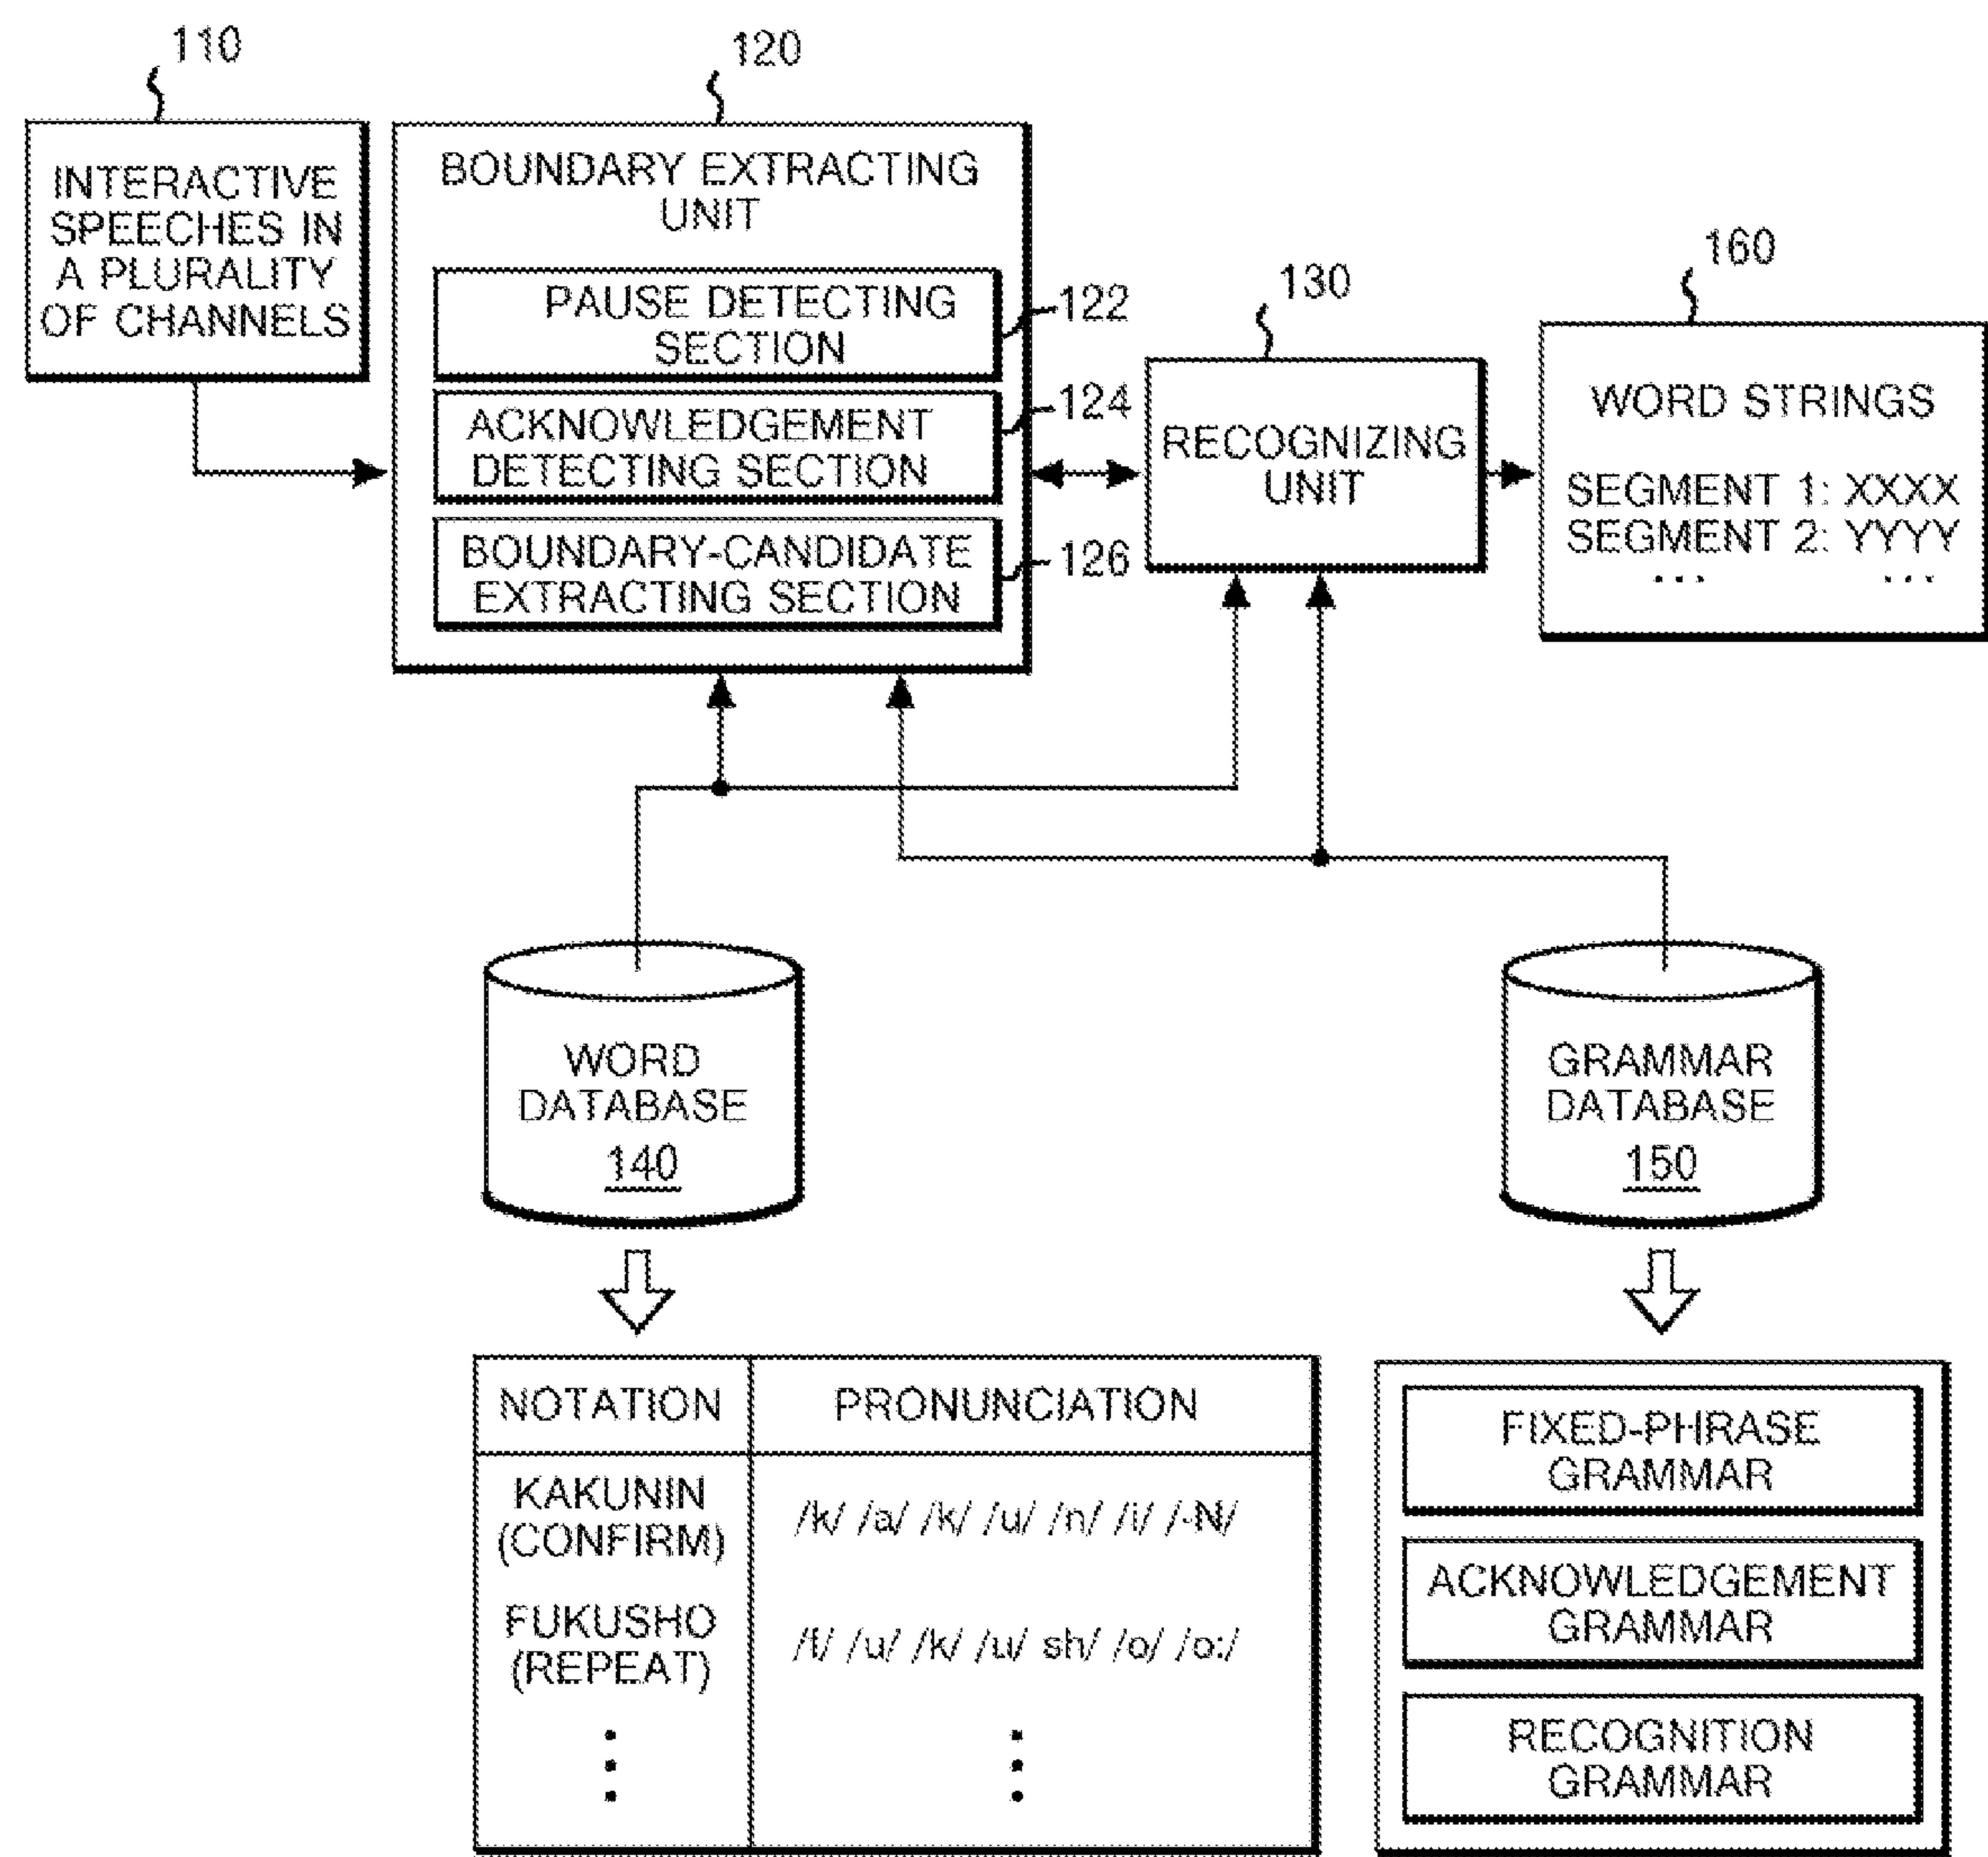 110
INTERACTIVE
SPEECHES IN
A PLURALITY
OF CHANNELS
120
BOUNDARY EXTRACTING
UNIT
PAUSE DETECTING
SECTION
122
ACKNOWLEDGEMENT
DETECTING SECTION
124
BOUNDARY-CANDIDATE
EXTRACTING SECTION
126
130
RECOGNIZING
UNIT
160
WORD STRINGS
SEGMENT 1: XXXX
SEGMENT 2: YYYY
... ...
WORD
DATABASE
140
GRAMMAR
DATABASE
150
NOTATION PRONUNCIATION
KAKUNIN
(CONFIRM)
/k/ /a/ /k/ /u/ /n/ /i/ /-N/
FUKUSHO
(REPEAT)
/f/ /u/ /k/ /u/ sh/ /o/ /o:/
FIXED-PHRASE
GRAMMAR
ACKNOWLEDGEMENT
GRAMMAR
RECOGNITION
GRAMMAR